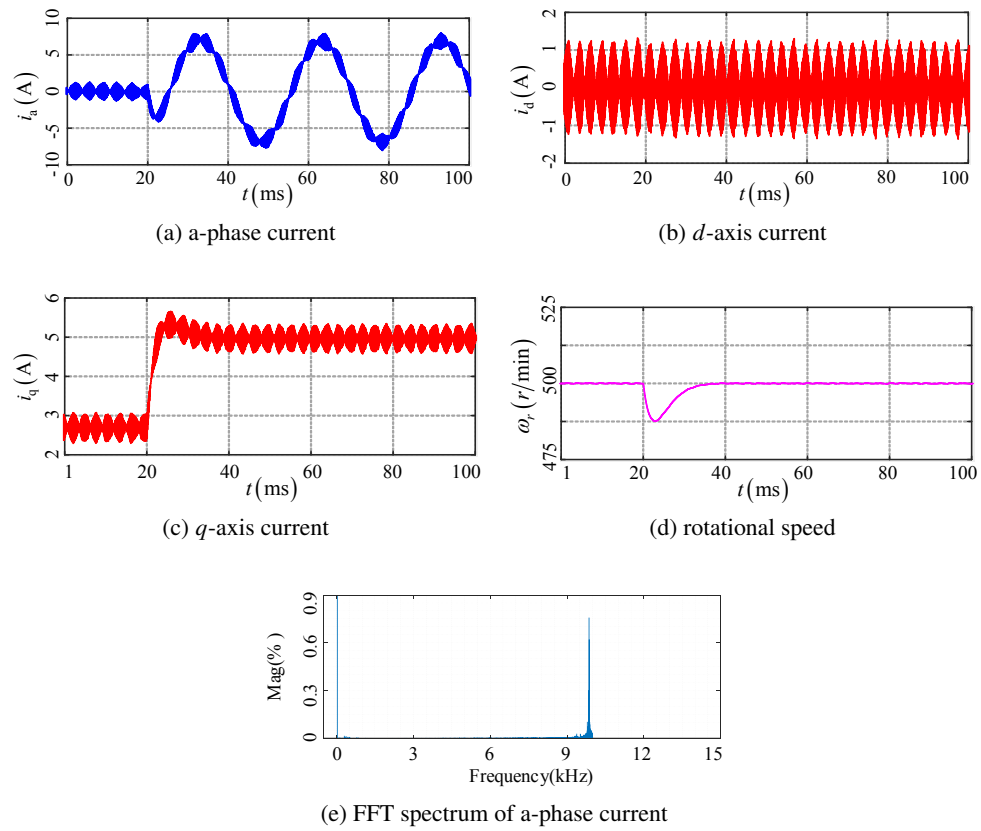 10
5
0
-5
-10
i_a(A)
0 20 40 60 80 100
t(ms)
(a) a-phase current
2
1
0
-1
-2
i_d(A)
0 20 40 60 80 100
t(ms)
(b) d-axis current
6
5
4
3
2
i_q(A)
1 20 40 60 80 100
t(ms)
(c) q-axis current
525
500
475
ω_r(r/min)
1 20 40 60 80 100
t(ms)
(d) rotational speed
0.9
0.6
0.3
0
Mag(%)
0 3 6 9 12 15
Frequency(kHz)
(e) FFT spectrum of a-phase current